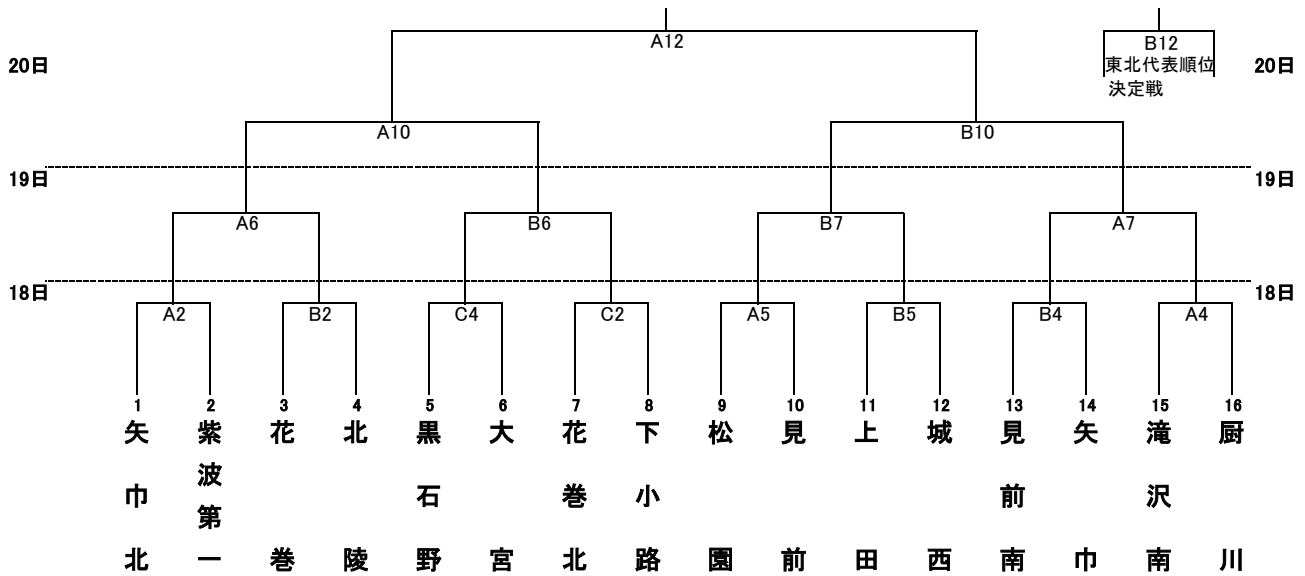 A12
B12
20日
東北代表順位
20日
決定戦
A10
B10
19日
19日
A6
B6
B7
A7
18日
18日
A2
B2
C4
C2
A5
B5
B4
A4
1
2
3
4
5
6
7
8
9
10
11
12
13
14
15
16
矢巾北
紫波第一
花巻
北陵
黒石野
大宮
花巻北
下小路
松園
見前
上田
城西
見前南
矢巾
滝沢南
厨川